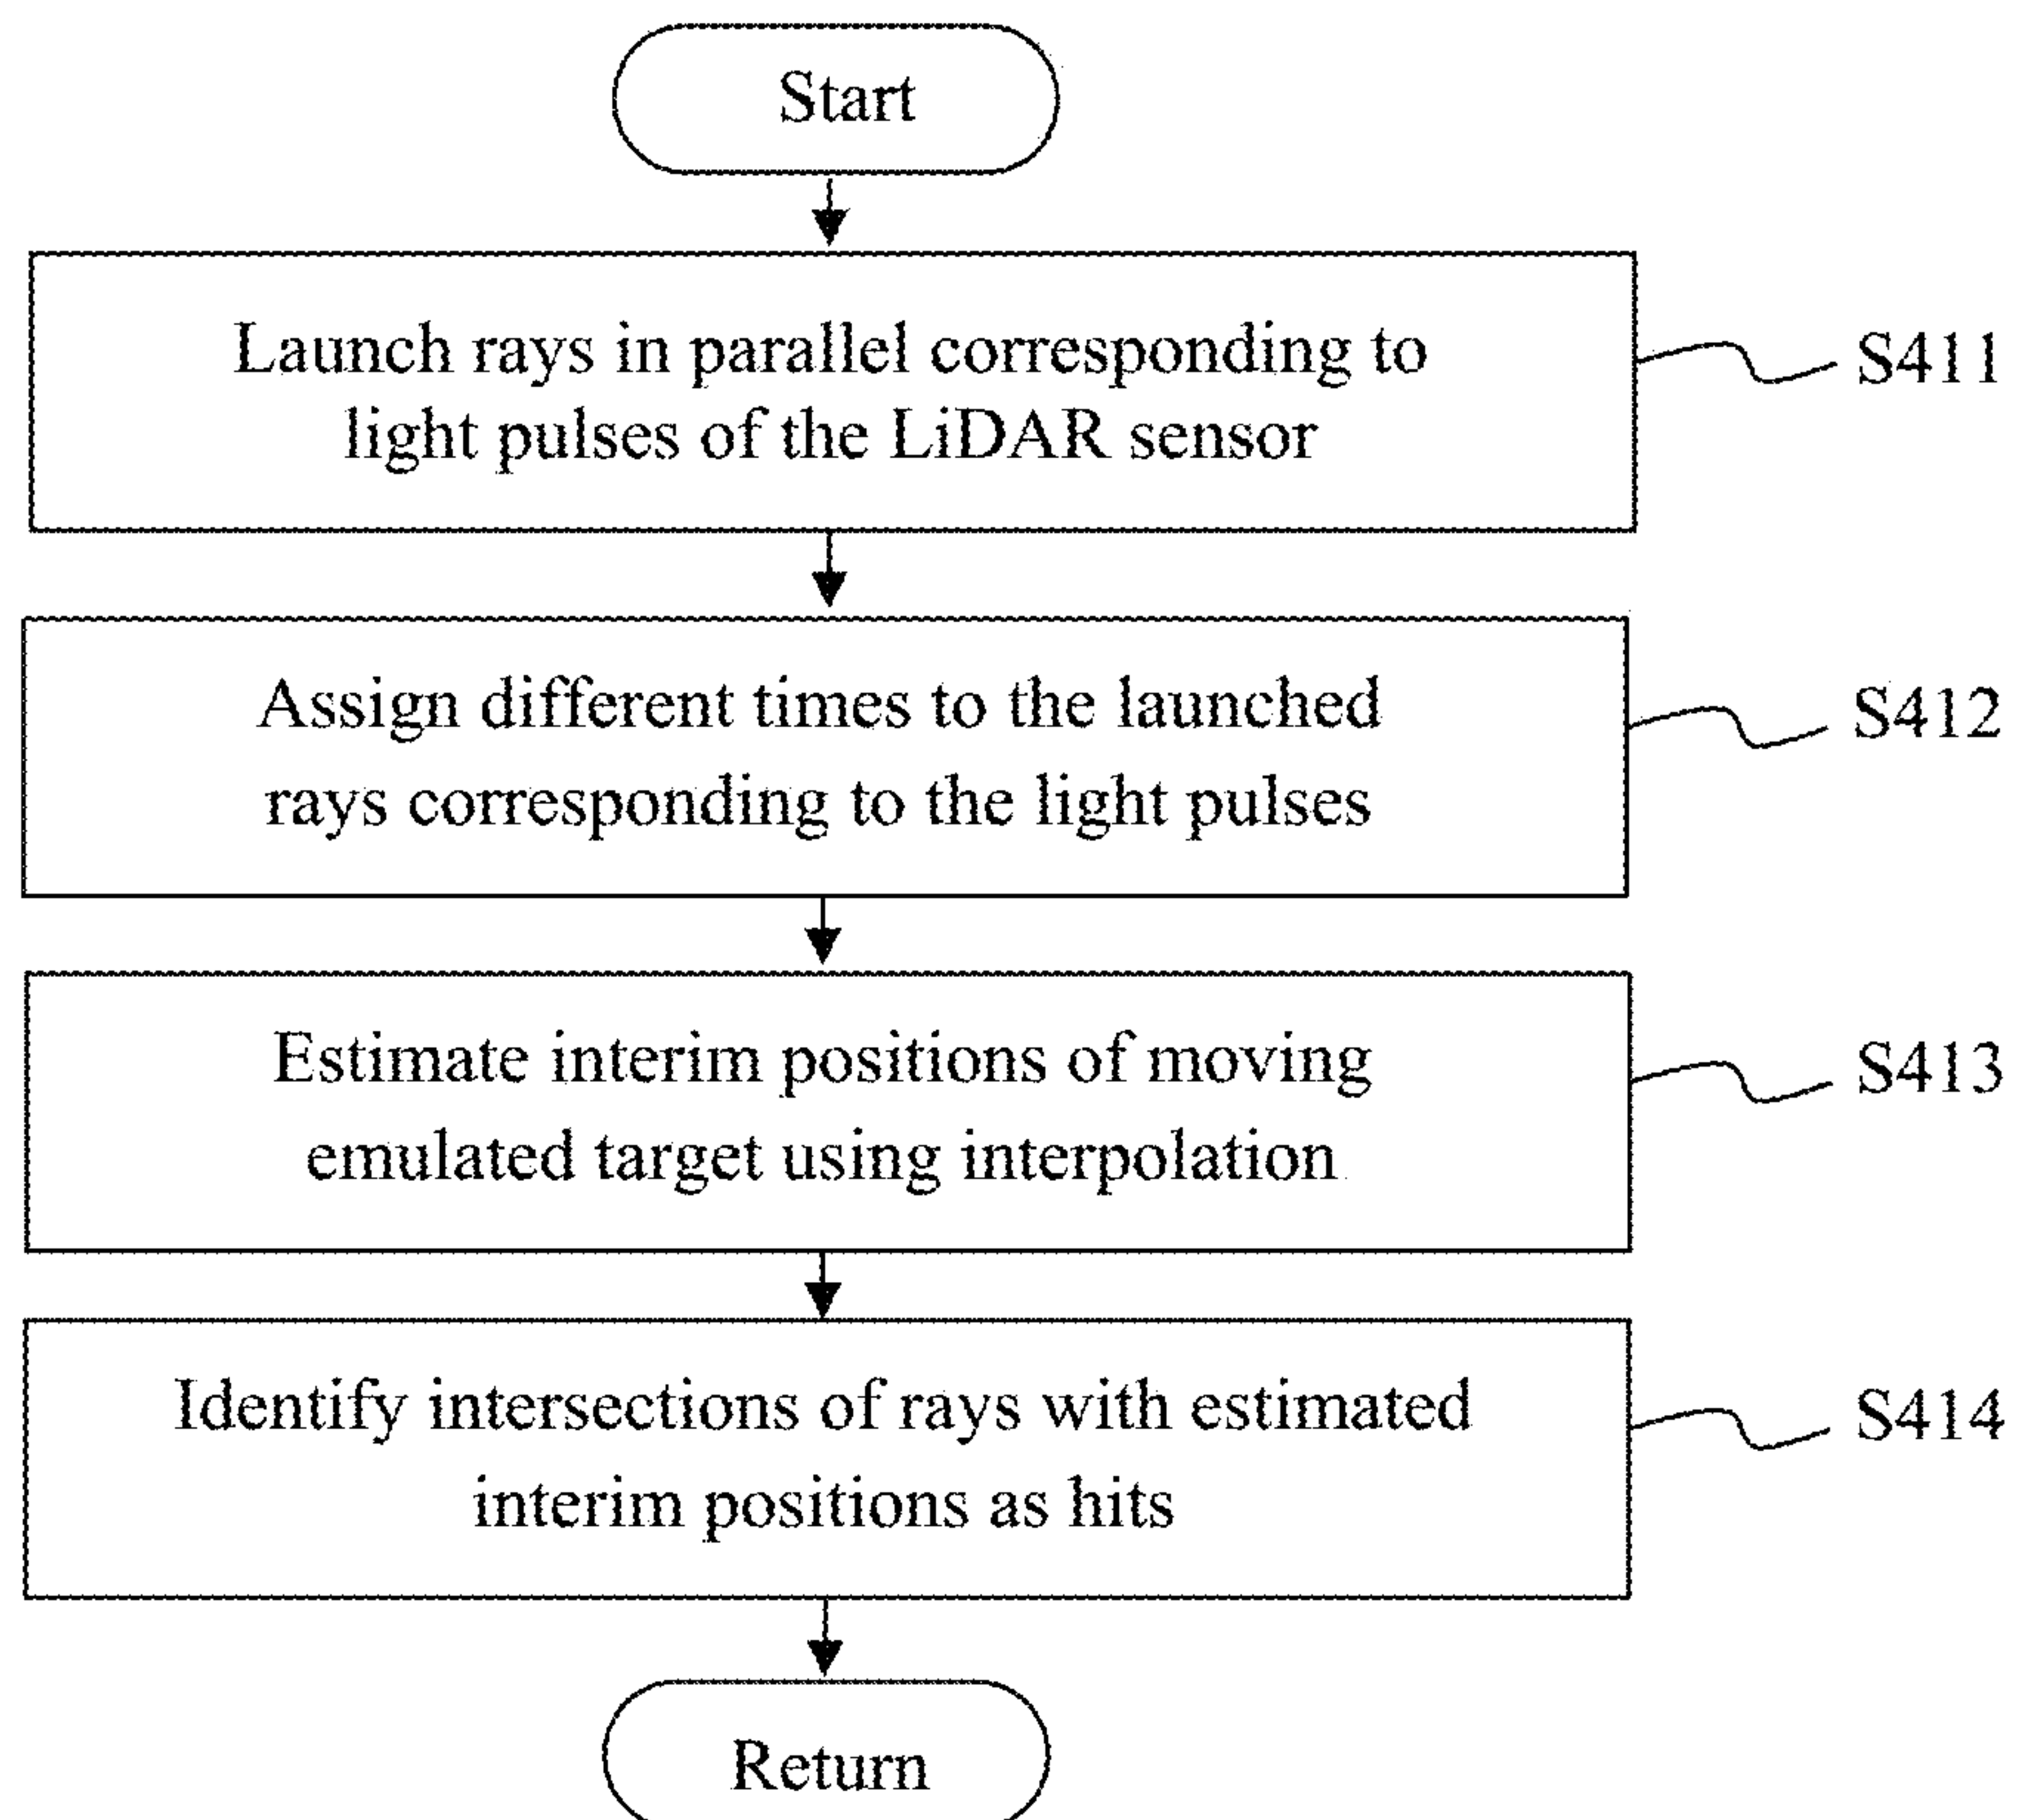 Start
Launch rays in parallel corresponding to
light pulses of the LiDAR sensor
S411
Assign different times to the launched
rays corresponding to the light pulses
S412
Estimate interim positions of moving
emulated target using interpolation
S413
Identify intersections of rays with estimated
interim positions as hits
S414
Return